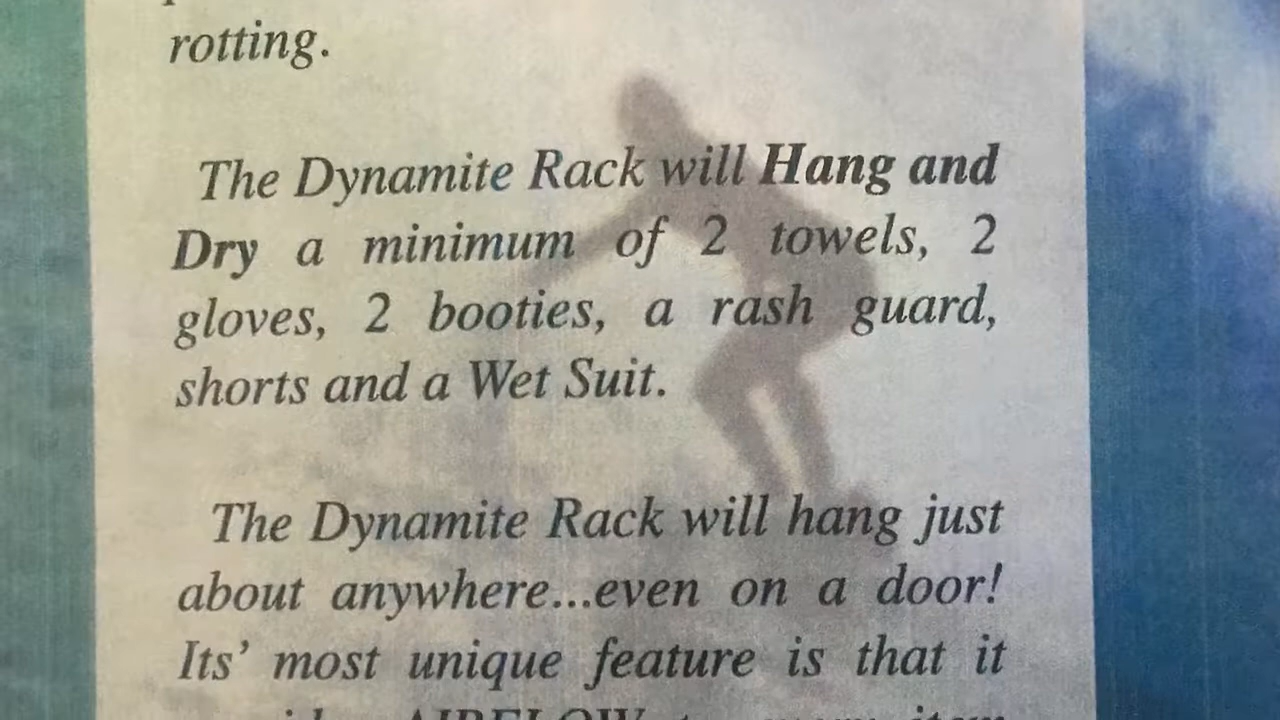 rotting.
The Dynamite Rack will Hang and
Dry a minimum of 2 towels, 2
gloves, 2 booties, a rash guard,
shorts and a Wet Suit.
The Dynamite Rack will hang just
about anywhere...even on a door!
Its’ most unique feature is that it
AIRFLOW